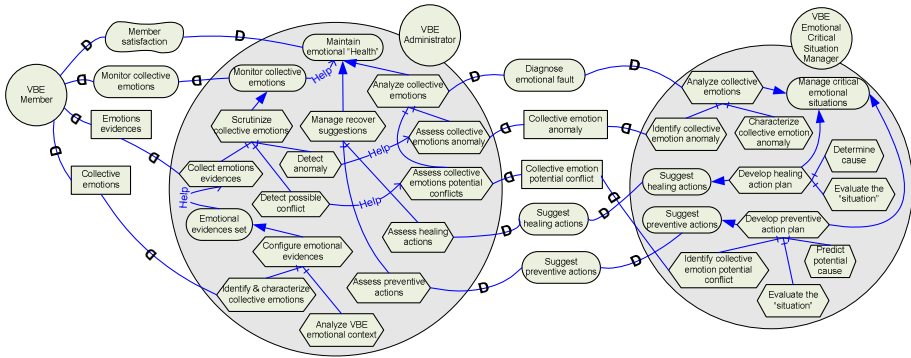 VBE
Member
Member
satisfaction
Monitor collective
emotions
Emotions
evidences
Collective
emotions
D
D
D
D
D
D
D
D
VBE
Administrator
Maintain
emotional "Health"
Help
Monitor collective
emotions
Analyze collective
emotions
Scrutinize
collective emotions
Manage recover
suggestions
Assess collective
emotions anomaly
Detect
anomaly
Help
Collect emotions
evidences
Assess collective
emotions potential
conflicts
Help
Detect possible
conflict
Help
Emotional
evidences set
Assess healing
actions
Configure emotional
evidences
Identify & characterize
collective emotions
Assess preventive
actions
Analyze VBE
emotional context
Diagnose
emotional fault
Collective emotion
anomaly
Collective emotion
potential conflict
Suggest
healing actions
Suggest
preventive actions
D
D
D
D
D
D
D
D
D
D
VBE
Emotional
Critical
Situation
Manager
Analyze collective
emotions
Manage critical
emotional
situations
Identify collective
emotion anomaly
Characterize
collective emotion
anomaly
Determine
cause
Suggest
healing actions
Develop healing
action plan
Evaluate the
"situation"
Suggest
preventive actions
Develop preventive
action plan
Identify collective
emotion potential
conflict
Predict
potential
cause
Evaluate the
"situation"